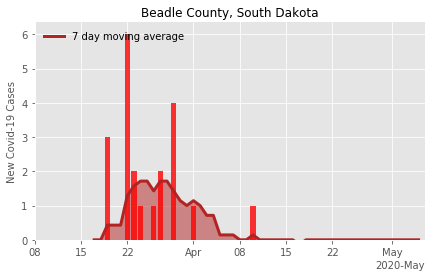 Beadle County, South Dakota
7 day moving average
New Covid-19 Cases
6
5
4
3
2
1
0
08
15
22
Apr
08
15
22
May
2020-May